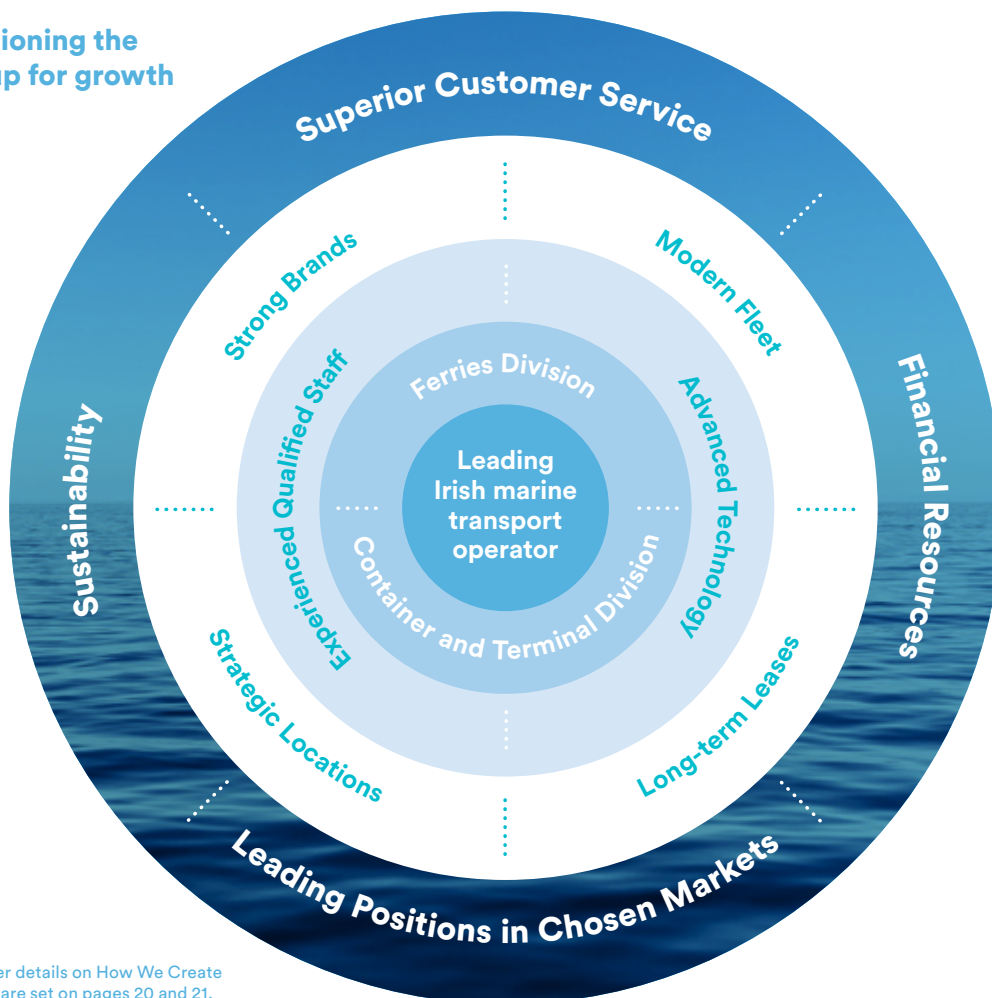 ioning the
p for growth
Superior Customer Service
Strong Brands
Modern Fleet
Ferries Division
Financial Resources
Sustainability
Experienced Qualified Staff
Advanced Technology
Leading
Irish marine
transport
operator
Container and Terminal Division
Strategic Locations
Long-term Leases
Leading Positions in Chosen Markets
er details on How We Create
are set on pages 20 and 21.